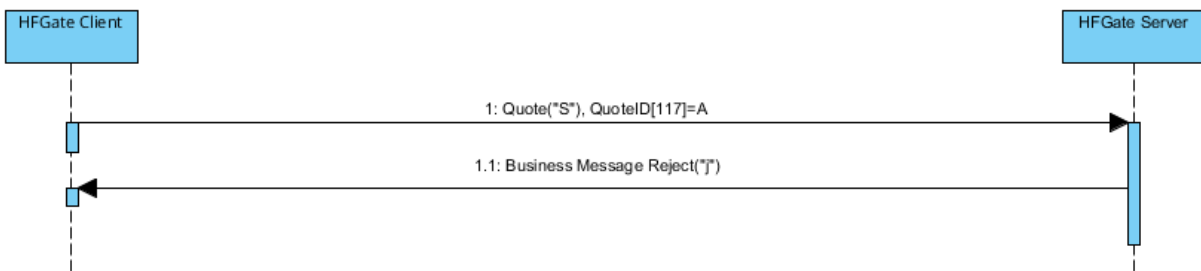 HFGate Client
HFGate Server
1: Quote("S"), QuoteID[117]=A
1.1: Business Message Reject("j")